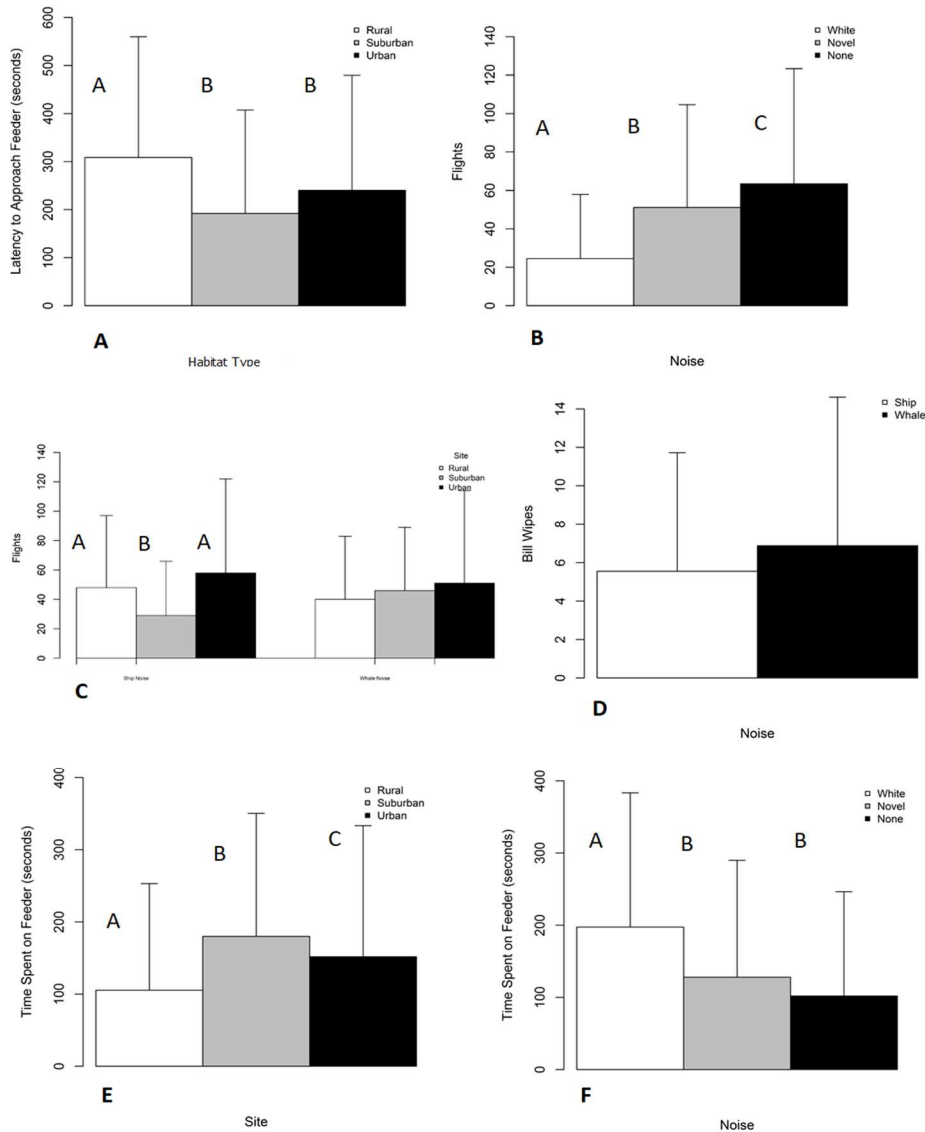 Latency to Approach Feeder (seconds)
0 100 200 300 400 500 600
Rural
Suburban
Urban
A B B
A
Habitat Type
Flights
0 20 40 60 80 100 120 140
White
Novel
None
A B C
B
Noise
Flights
0 20 40 60 80 100 120 140
Site
Rural
Suburban
Urban
A B A
Ship Noise Whale Noise
C
Bill Wipes
0 2 4 6 8 10 12 14
Ship
Whale
D
Noise
Time Spent on Feeder (seconds)
0 100 200 300 400
Rural
Suburban
Urban
A B C
E
Site
Time Spent on Feeder (seconds)
0 100 200 300 400
White
Novel
None
A B B
F
Noise